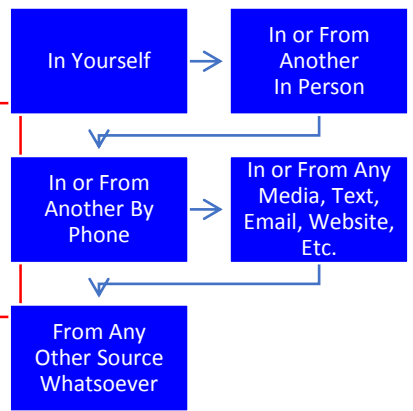 In Yourself
In or From
Another
In Person
In or From
Another By
Phone
In or From Any
Media, Text,
Email, Website,
Etc.
From Any
Other Source
Whatsoever